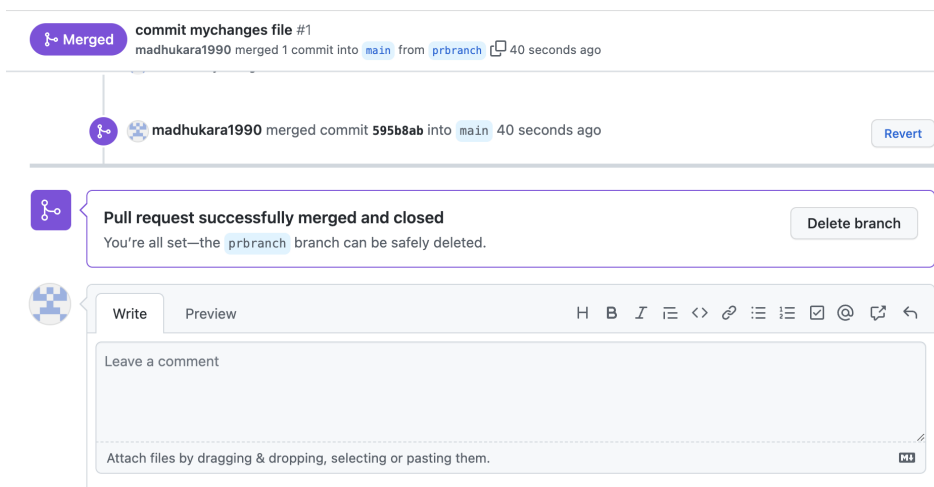 Merged
commit mychanges file #1
madhukara1990 merged 1 commit into main from prbranch 40 seconds ago
madhukara1990 merged commit 595b8ab into main 40 seconds ago
Revert
Pull request successfully merged and closed
You’re all set—the prbranch branch can be safely deleted.
Delete branch
Write Preview
Leave a comment
Attach files by dragging & dropping, selecting or pasting them.